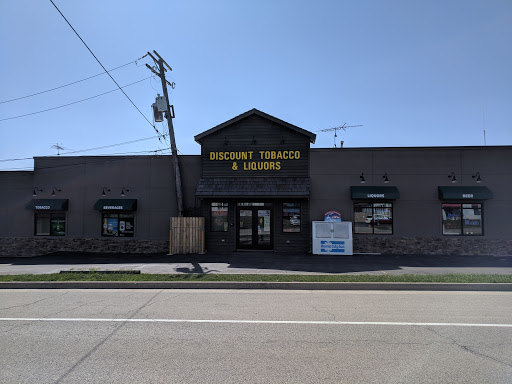 DISCOUNT TOBACCO
& LIQUORS
TOBACCO
BEVERAGES
LIQUORS
BEER